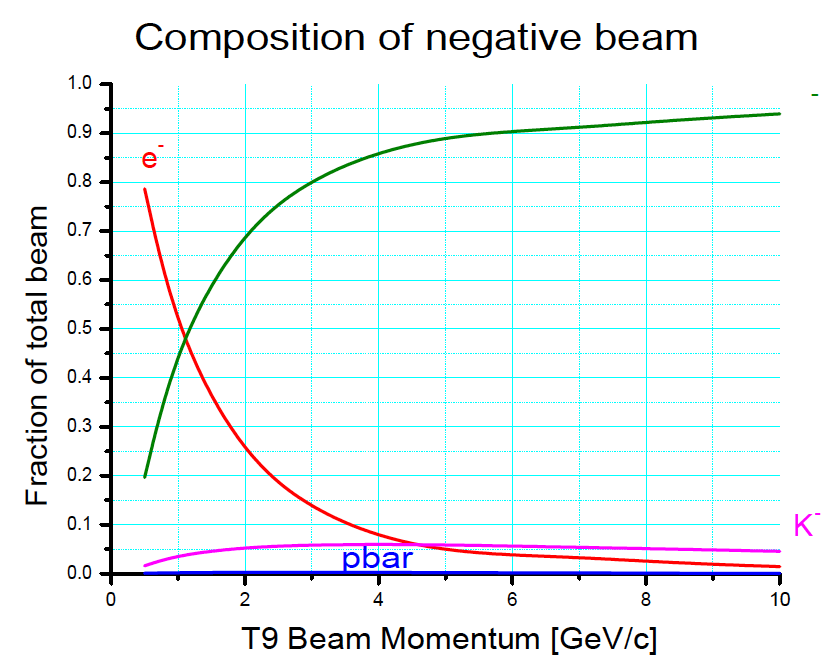 Composition of negative beam
1.0
-
0.9
e-
0.8
0.7
0.6
0.5
0.4
0.3
0.2
0.1
K-
pbar
0.0
0 2 4 6 8 10
Fraction of total beam
T9 Beam Momentum [GeV/c]